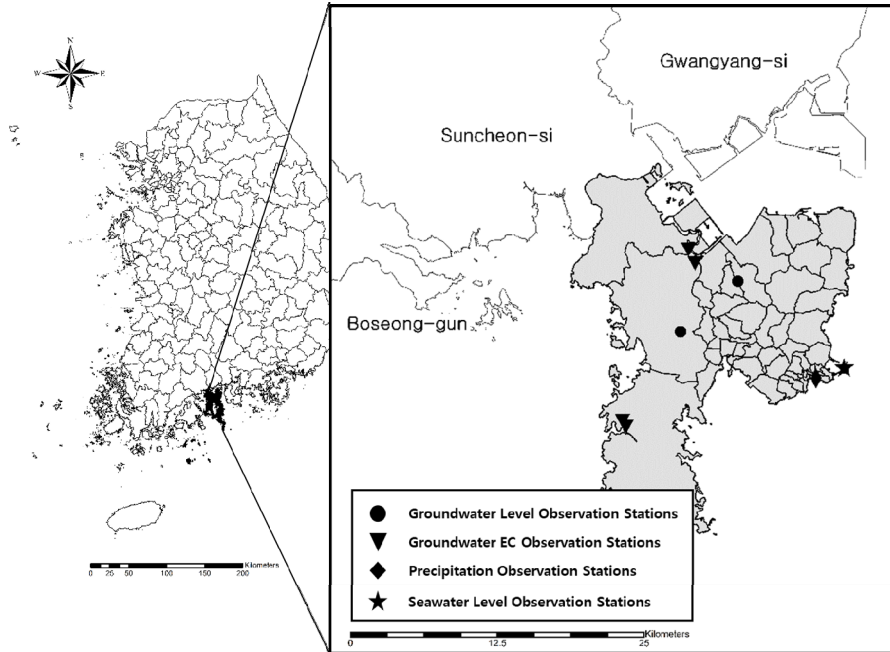 N
W
E
S
Gwangyang-si
Suncheon-si
Boseong-gun
Groundwater Level Observation Stations
Groundwater EC Observation Stations
Precipitation Observation Stations
Seawater Level Observation Stations
Kilometers
0 25 50 100 150 200
Kilometers
0 12.5 25